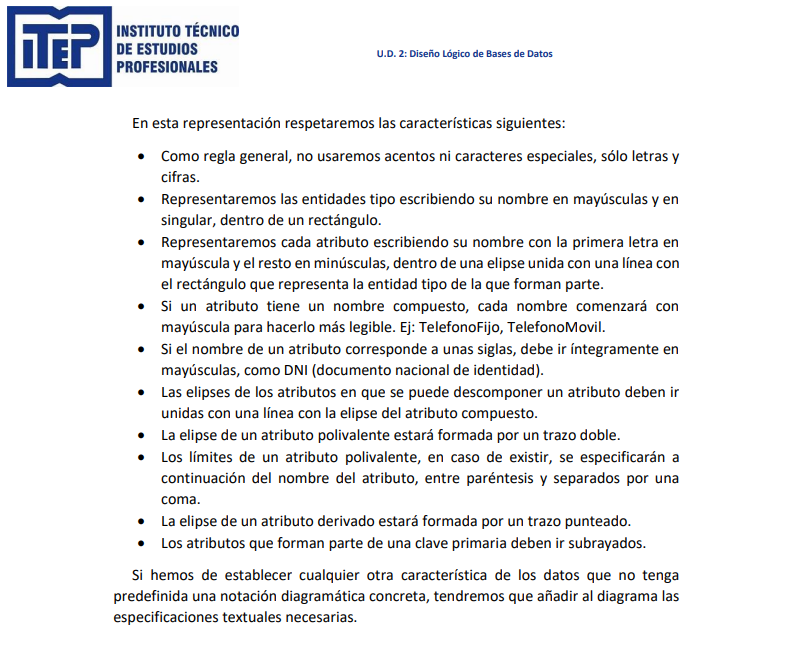 iTEP
INSTITUTO TÉCNICO
DE ESTUDIOS
PROFESIONALES
U.D. 2: Diseño Lógico de Bases de Datos
En esta representación respetaremos las características siguientes:
• Como regla general, no usaremos acentos ni caracteres especiales, sólo letras y
cifras.
• Representaremos las entidades tipo escribiendo su nombre en mayúsculas y en
singular, dentro de un rectángulo.
• Representaremos cada atributo escribiendo su nombre con la primera letra en
mayúscula y el resto en minúsculas, dentro de una elipse unida con una línea con
el rectángulo que representa la entidad tipo de la que forman parte.
• Si un atributo tiene un nombre compuesto, cada nombre comenzará con
mayúscula para hacerlo más legible. Ej: TelefonoFijo, TelefonoMovil.
• Si el nombre de un atributo corresponde a unas siglas, debe ir íntegramente en
mayúsculas, como DNI (documento nacional de identidad).
• Las elipses de los atributos en que se puede descomponer un atributo deben ir
unidas con una línea con la elipse del atributo compuesto.
• La elipse de un atributo polivalente estará formada por un trazo doble.
• Los límites de un atributo polivalente, en caso de existir, se especificarán a
continuación del nombre del atributo, entre paréntesis y separados por una
coma.
• La elipse de un atributo derivado estará formada por un trazo punteado.
• Los atributos que forman parte de una clave primaria deben ir subrayados.
Si hemos de establecer cualquier otra característica de los datos que no tenga
predefinida una notación diagramática concreta, tendremos que añadir al diagrama las
especificaciones textuales necesarias.